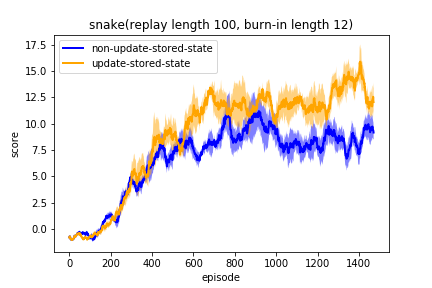 snake(replay length 100, burn-in length 12)
non-update-stored-state
update-stored-state
17.5
15.0
12.5
10.0
7.5
5.0
2.5
0.0
score
0 200 400 600 800 1000 1200 1400
episode